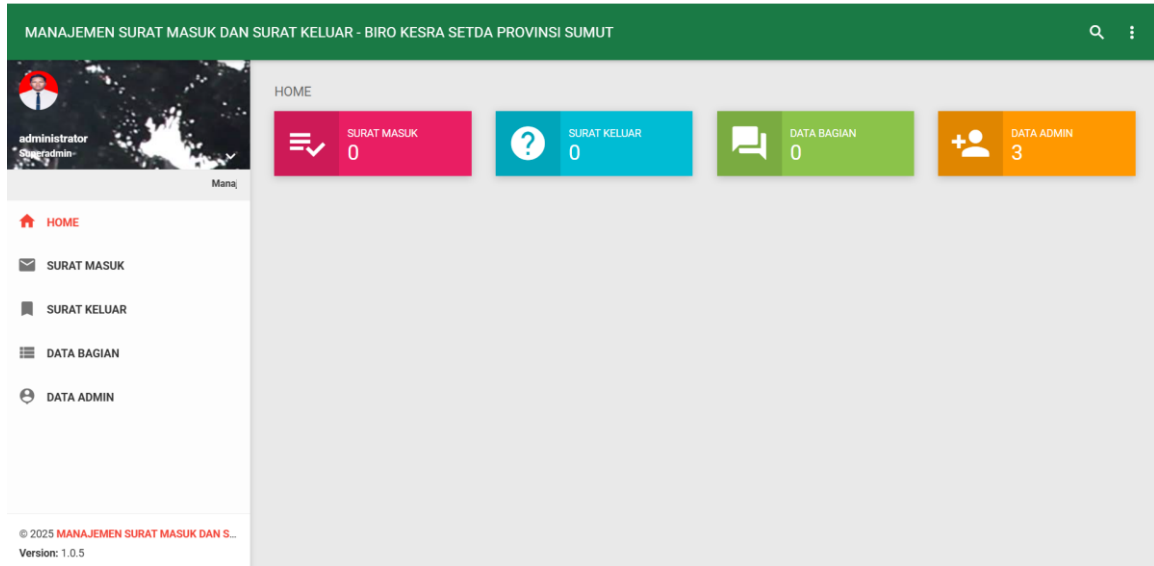 MANAJEMEN SURAT MASUK DAN SURAT KELUAR - BIRO KESRA SETDA PROVINSI SUMUT
administrator
Superadmin
Mana
HOME
SURAT MASUK
SURAT KELUAR
DATA BAGIAN
DATA ADMIN
© 2025 MANAJEMEN SURAT MASUK DAN S...
Version: 1.0.5
HOME
SURAT MASUK
0
SURAT KELUAR
0
DATA BAGIAN
0
DATA ADMIN
3